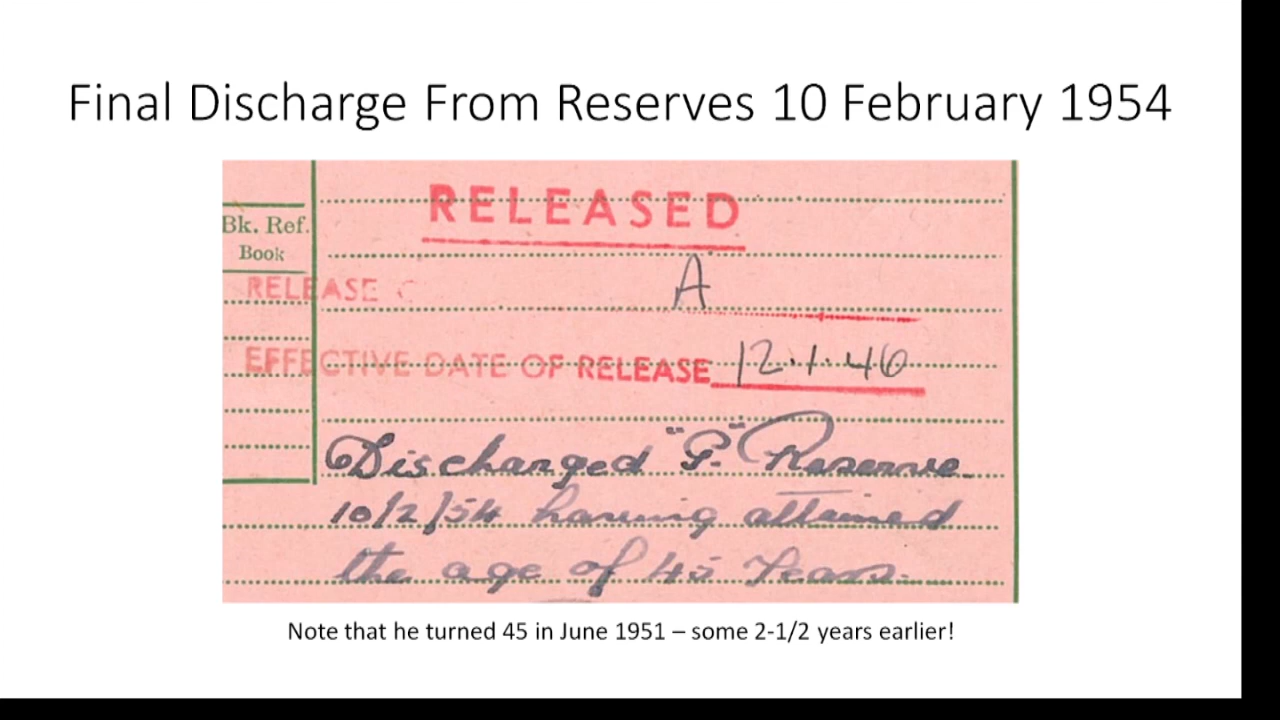 Final Discharge From Reserves 10 February 1954
RELEASED
Bk. Ref.
Book
RELEASE
A
EFFECTIVE DATE OF RELEASE 12.1.46
Discharged "P." Reserve
10/2/54 having attained
the age of 45 Years.
Note that he turned 45 in June 1951 – some 2-1/2 years earlier!